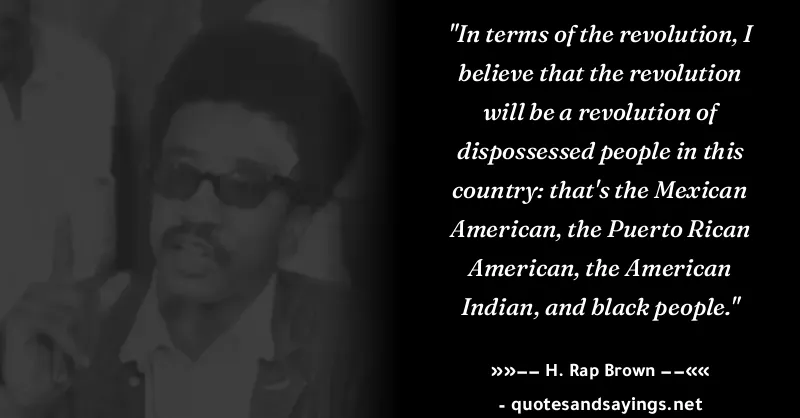 "In terms of the revolution, I
believe that the revolution
will be a revolution of
dispossessed people in this
country: that's the Mexican
American, the Puerto Rican
American, the American
Indian, and black people."
»»–– H. Rap Brown ––««
- quotesandsayings.net